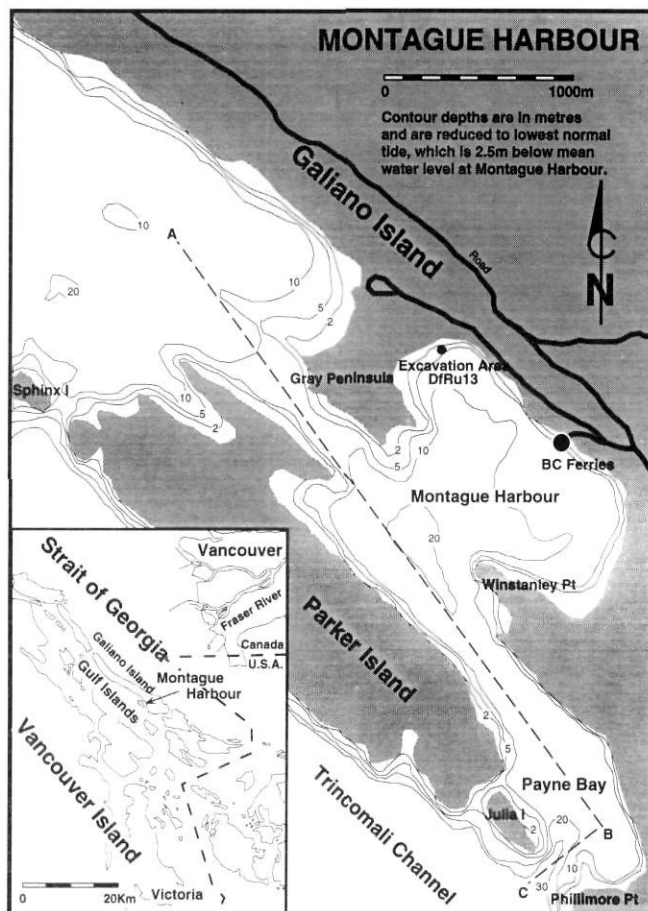 MONTAGUE HARBOUR
0 1000m
Contour depths are in metres
and are reduced to lowest normal
tide, which is 2.5m below mean
water level at Montague Harbour.
Galiano Island
Road
N
A
10
20
10
5
2
Sphinx I
10
5
2
Gray Peninsula
Excavation Area
DfRu13
2
5
10
BC Ferries
Montague Harbour
20
Winstanley Pt
Parker Island
2
5
Payne Bay
Julia I
2
20
B
10
C
30
Phillimore Pt
Trincomali Channel
Vancouver
Strait of Georgia
Fraser River
Canada
U.S.A.
Galiano Island
Montague
Harbour
Gulf Islands
Vancouver Island
0 20Km
Victoria